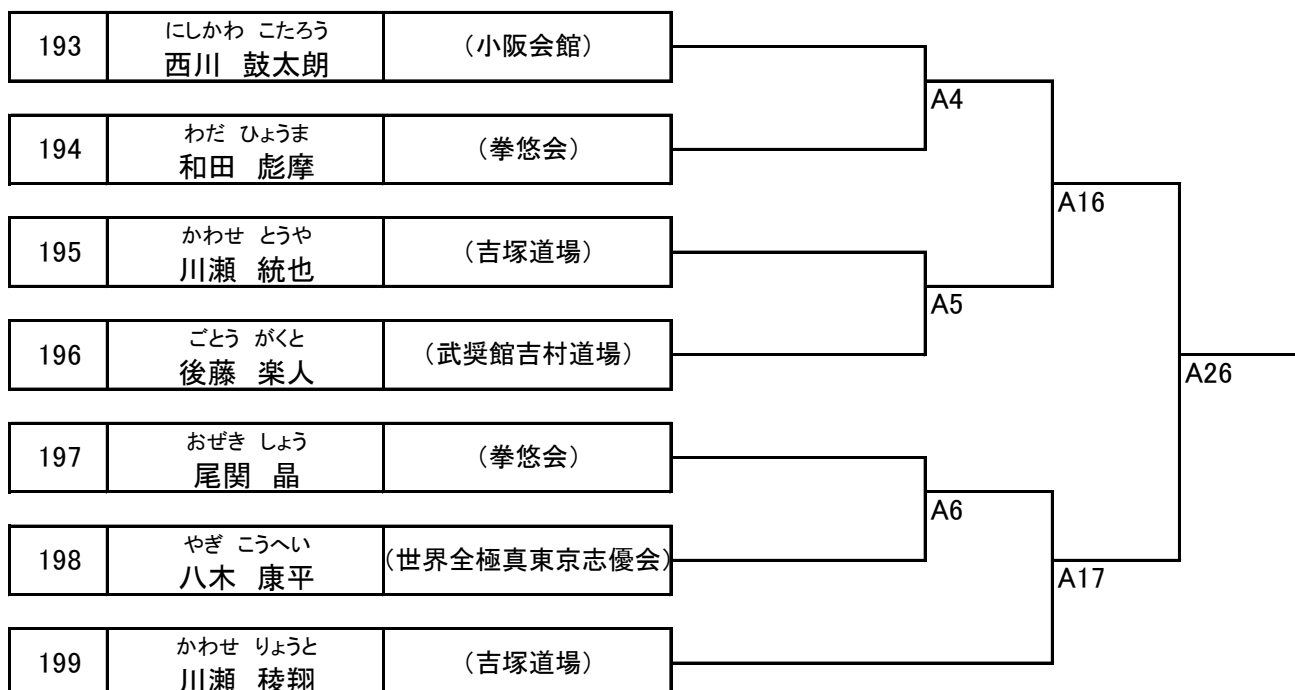 193
にしかわ こたろう
西川 鼓太朗
（小阪会館）
194
わだ ひょうま
和田 彪摩
（拳悠会）
195
かわせ とうや
川瀬 統也
（吉塚道場）
196
ごとう がくと
後藤 楽人
（武奨館吉村道場）
197
おぜき しょう
尾関 晶
（拳悠会）
198
やぎ こうへい
八木 康平
（世界全極真東京志優会）
199
かわせ りょうと
川瀬 稜翔
（吉塚道場）
A4
A5
A6
A16
A17
A26